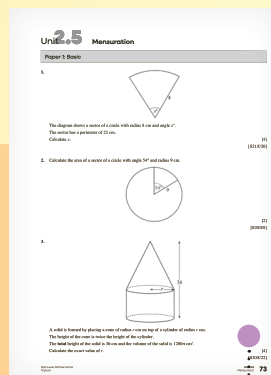 Unit 2.5 Mensuration
Paper 1: Basic
1.
8
x°
The diagram shows a sector of a circle with radius 8 cm and angle x°.
The sector has a perimeter of 22 cm.
Calculate x.
[4]
2. Calculate the area of a sector of a circle with angle 54° and radius 9 cm.
54°
9
[2]
3.
36
r
A solid is formed by placing a cone of radius r cm on top of a cylinder of radius r cm.
The height of the cone is twice the height of the cylinder.
The total height of the solid is 36 cm and the volume of the solid is
Calculate the exact value of r.
[4]
Mensuration 73